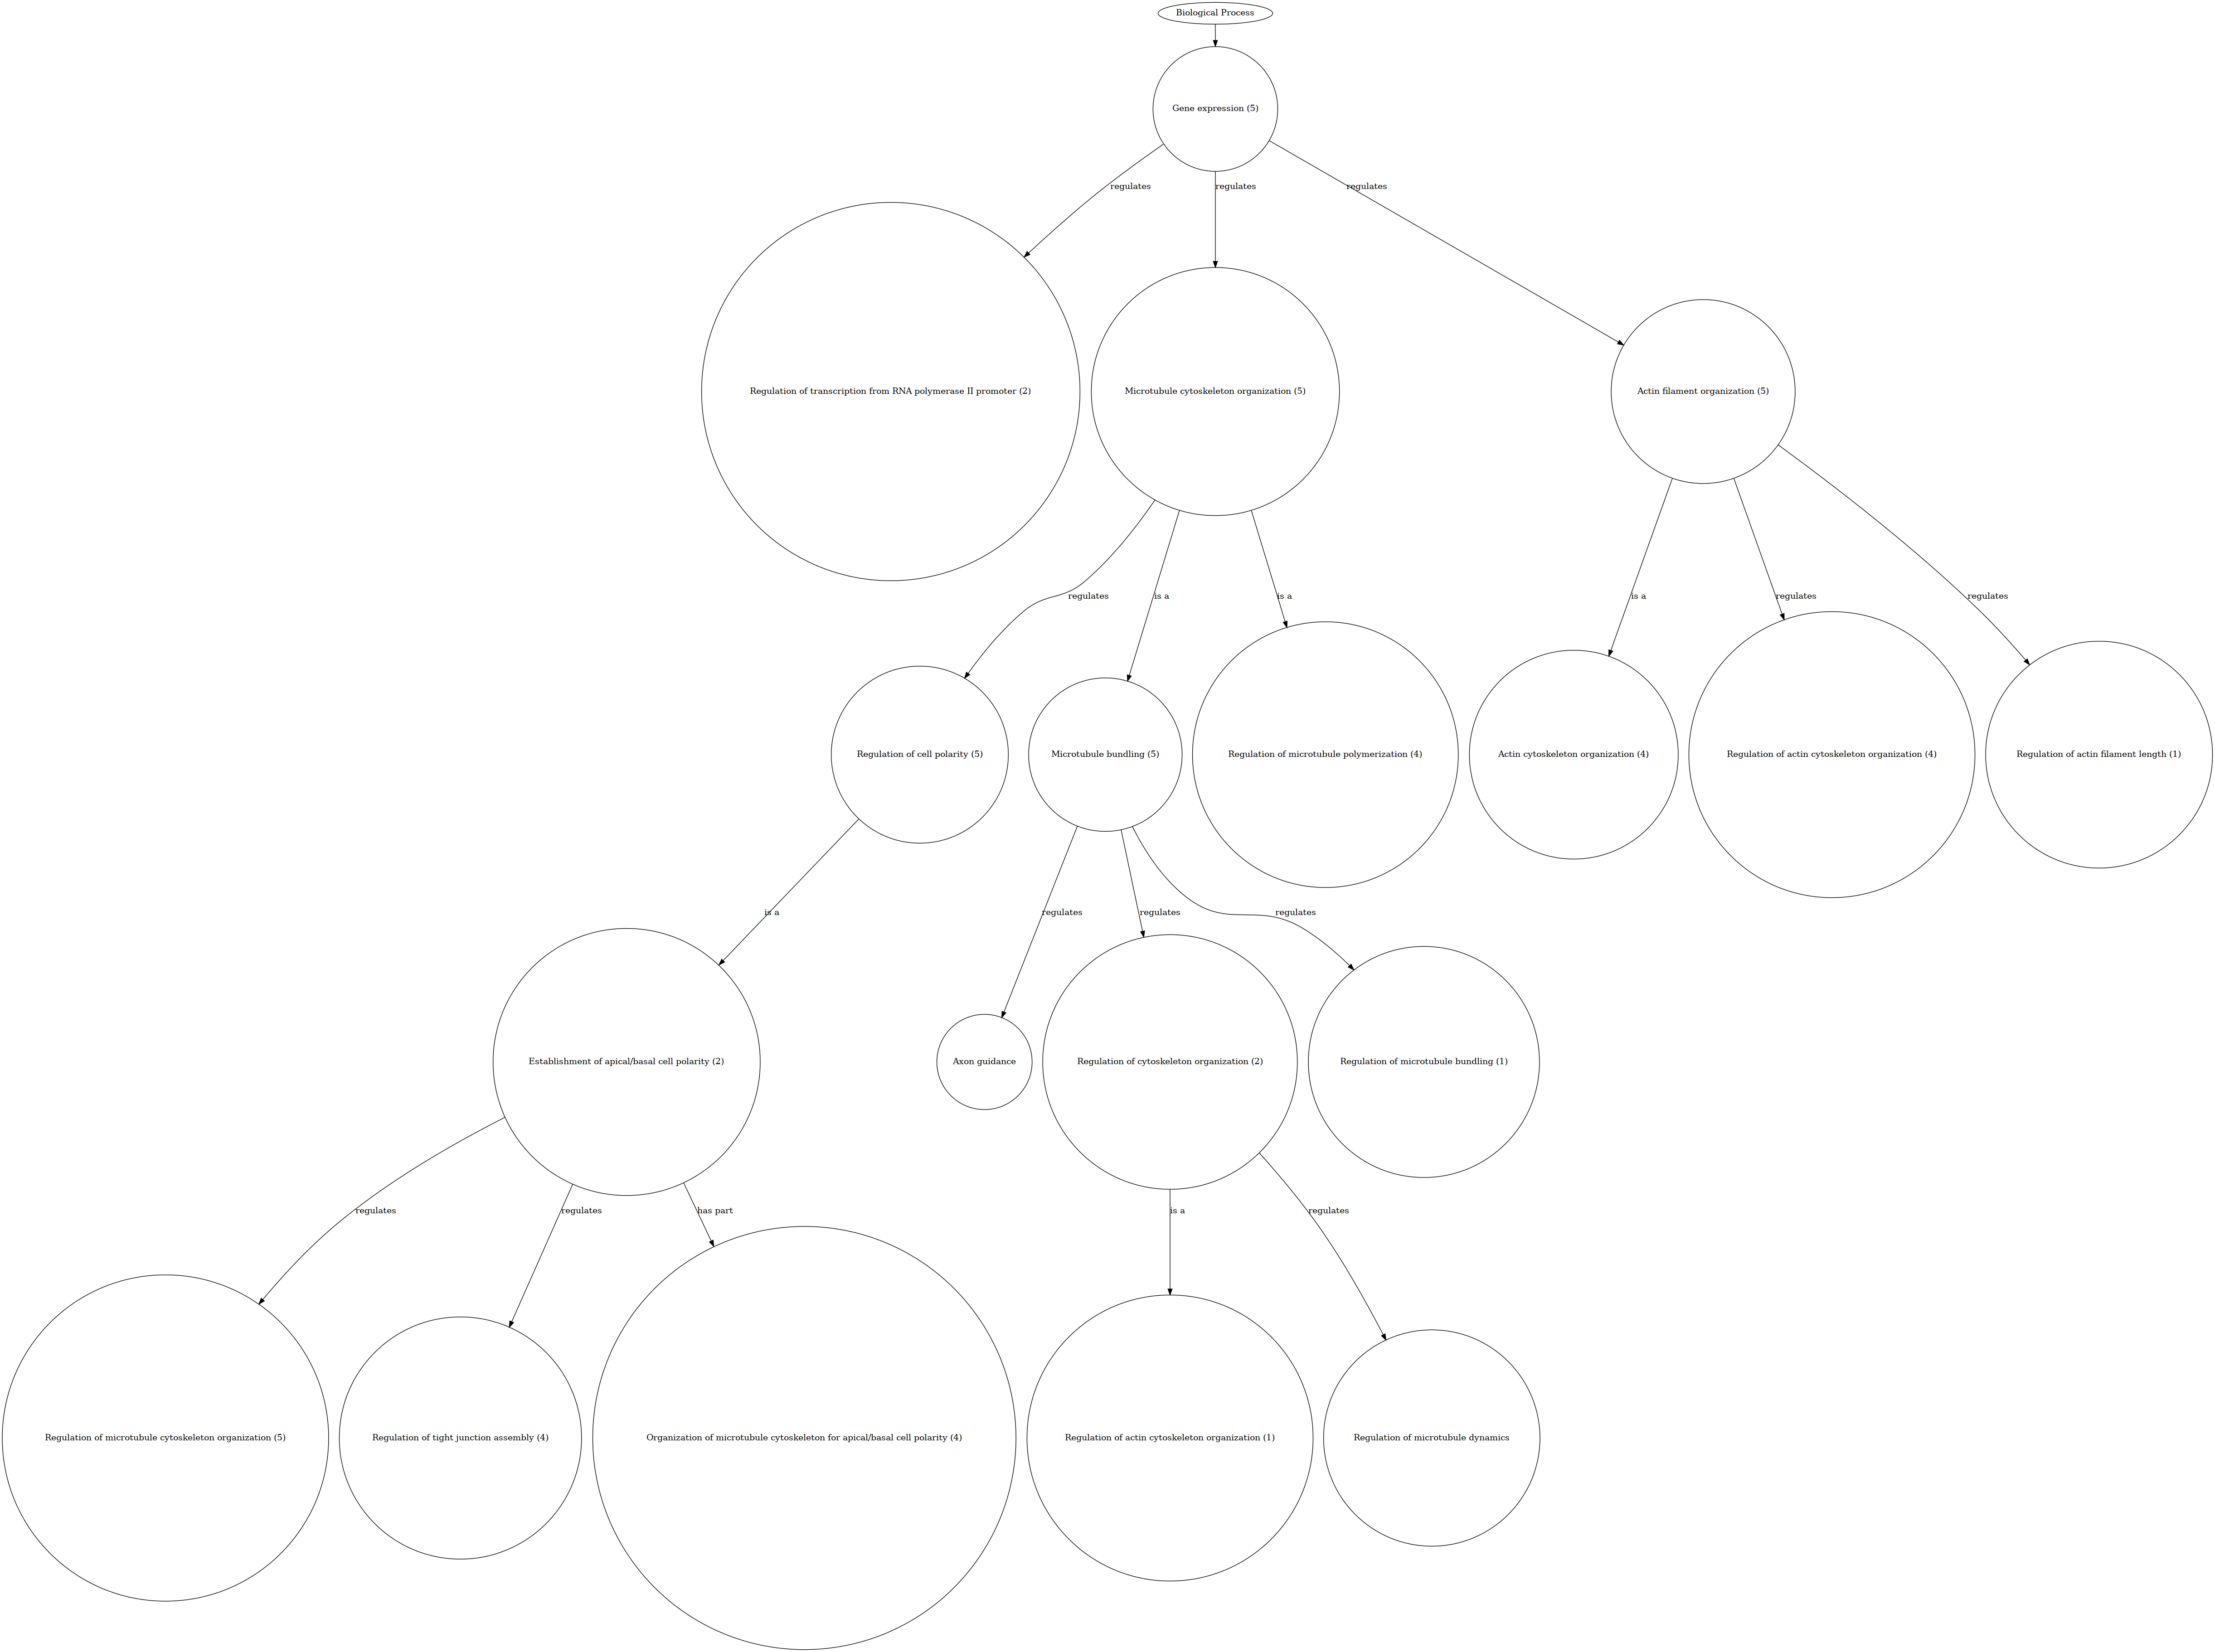 Biological Process
Gene expression (5)
regulates
regulates
regulates
Regulation of transcription from RNA polymerase II promoter (2)
Microtubule cytoskeleton organization (5)
Actin filament organization (5)
regulates
is a
is a
is a
regulates
regulates
Regulation of cell polarity (5)
Microtubule bundling (5)
Regulation of microtubule polymerization (4)
Actin cytoskeleton organization (4)
Regulation of actin cytoskeleton organization (4)
Regulation of actin filament length (1)
is a
regulates
regulates
regulates
Establishment of apical/basal cell polarity (2)
Axon guidance
Regulation of cytoskeleton organization (2)
Regulation of microtubule bundling (1)
regulates
regulates
has part
is a
regulates
Regulation of microtubule cytoskeleton organization (5)
Regulation of tight junction assembly (4)
Organization of microtubule cytoskeleton for apical/basal cell polarity (4)
Regulation of actin cytoskeleton organization (1)
Regulation of microtubule dynamics